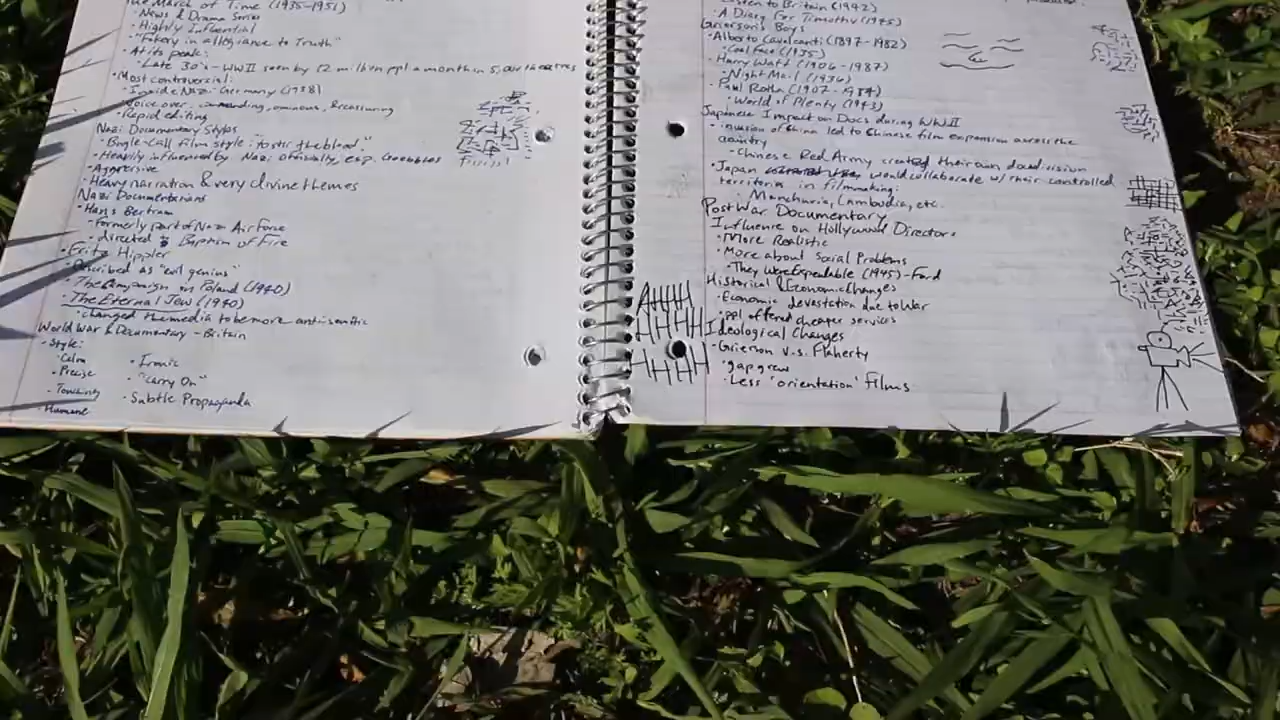 The March of Time (1935-1951)
· News & Drama Series
· Highly Influential
· "Fakery in allegiance to Truth"
· At its peak:
· Late 30's - WWII seen by 12 million ppl a month in 5,000 theatres
· Most controversial:
· Inside Nazi Germany (1938)
· Voice over, commanding, ominous, & reassuring
· Rapid editing
Nazi Documentary Styles
· Bugle-Call film style:
· Heavily influenced by Nazi officially, esp. Goebbels
· Aggressive
· Heavy narration & very divine themes
Nazi Documentarians
· Hans Bertram
· formerly part of Nazi Air Force
· directed Baptism of Fire
· Fritz Hippler
· Described as "evil genius"
· The Campaign in Poland (1940)
· The Eternal Jew (1940)
· changed the media to be more antisemitic
World War & Documentary - Britain
· Style:
· Calm
· Precise
· Touching
· Humane
· Ironic
· "Carry On"
· Subtle Propaganda
Listen to Britain (1942)
· A Diary For Timothy (1945)
Grierson's Boys
· Alberto Cavalcanti (1897-1982)
· Coal Face (1935)
· Harry Watt (1906-1987)
· Night Mail (1936)
· Paul Rotha (1907-1984)
· World of Plenty (1943)
Japanese Impact on Docs during WWII
· Invasion of China led to Chinese film expansion across the
country
- Chinese Red Army created their own docu division
· Japan would collaborate w/ their controlled
territories in filmmaking:
· Manchuria, Cambodia, etc.
Post War Documentary
Influence on Hollywood Directors
· More Realistic
· More about Social Problems
· They Were Expendable (1945) - Ford
Historical & Economic Changes
· Economic devastation due to War
· ppl offered cheaper services
Ideological Changes
· Grierson v.s. Flaherty
· gap grew
· Less "orientation" films